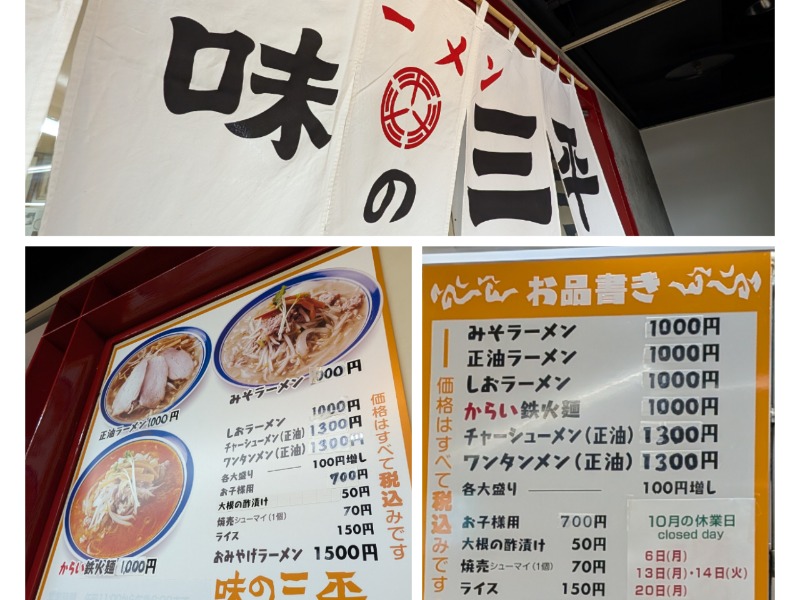 ーメン
味の三平
みそラーメン 1000円
正油ラーメン 1000円
しおラーメン 1000円
チャーシューメン(正油) 1300円
ワンタンメン(正油) 1300円
各大盛り 100円増し
お子様用 700円
大根の酢漬け 50円
焼売シューマイ(1個) 70円
ライス 150円
おみやげラーメン 1500円
からい鉄火麺 1,000円
価格はすべて税込みです
味の三平
お品書き
みそラーメン 1000円
正油ラーメン 1000円
しおラーメン 1000円
からい鉄火麺 1000円
チャーシューメン(正油) 1300円
ワンタンメン(正油) 1300円
各大盛り 100円増し
お子様用 700円
大根の酢漬け 50円
焼売シューマイ(1個) 70円
ライス 150円
価格はすべて税込みです
10月の休業日
closed day
6日(月)
13日(月)・14日(火)
20日(月)